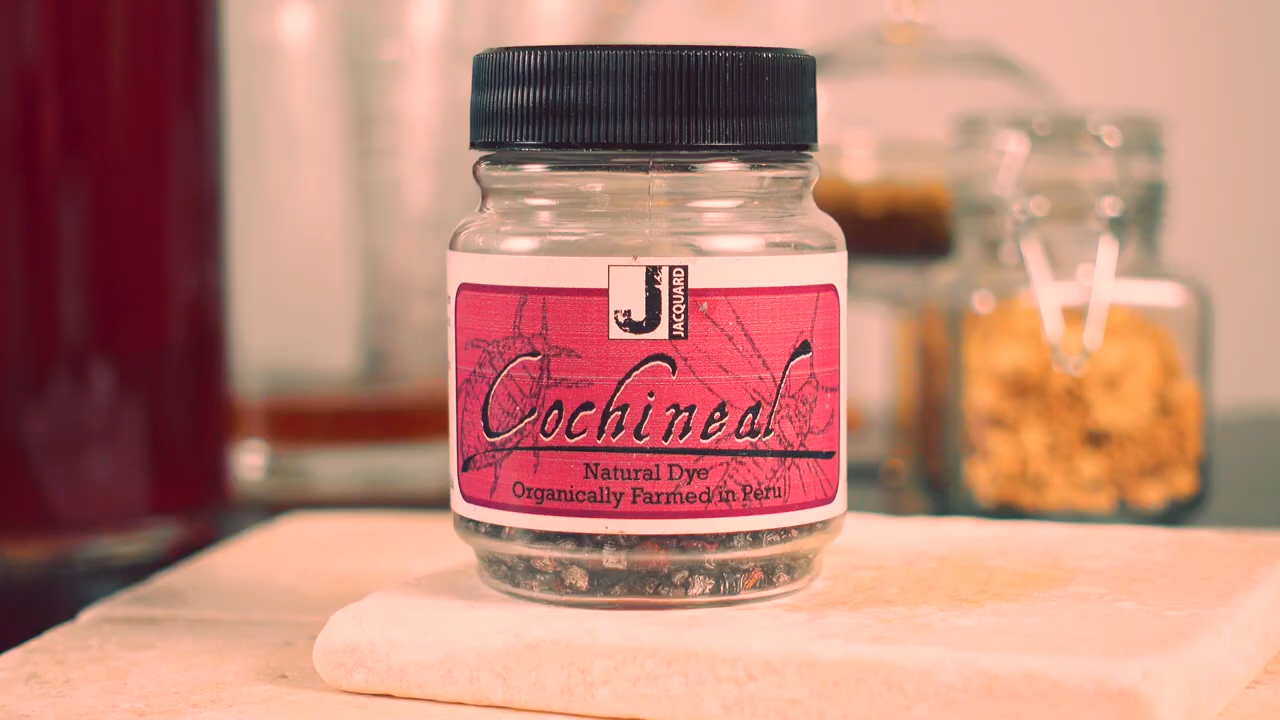 J
JACQUARD
Cochineal
Natural Dye
Organically Farmed in Peru